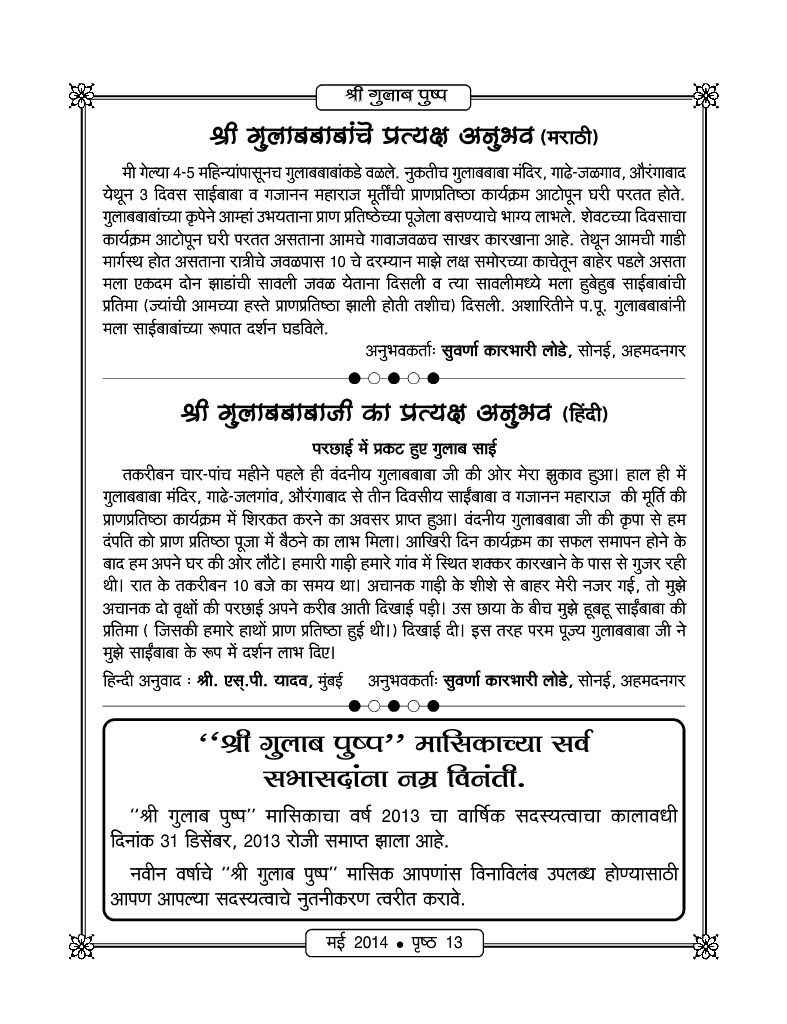 श्री गुलाब पुष्प
श्री गुलाबबाबांचे प्रत्यक्ष अनुभव (मराठी)
मी गेल्या 4-5 महिन्यांपासूनच गुलाबबाबांकडे वळले. नुकतीच गुलाबबाबा मंदिर, गाढे-जळगाव, औरंगाबाद
येथून 3 दिवस साईबाबा व गजानन महाराज मूर्तींची प्राणप्रतिष्ठा कार्यक्रम आटोपून घरी परतत होते.
गुलाबबाबांच्या कृपेने आम्हां उभयताना प्राण प्रतिष्ठेच्या पूजेला बसण्याचे भाग्य लाभले. शेवटच्या दिवसाचा
कार्यक्रम आटोपून घरी परतत असताना आमचे गावाजवळच साखर कारखाना आहे. तेथून आमची गाडी
मार्गस्थ होत असताना रात्रीचे जवळपास 10 चे दरम्यान माझे लक्ष समोरच्या काचेतून बाहेर पडले असता
मला एकदम दोन झाडांची सावली जवळ येताना दिसली व त्या सावलीमध्ये मला हुबेहुब साईबाबांची
प्रतिमा (ज्यांची आमच्या हस्ते प्राणप्रतिष्ठा झाली होती तशीच) दिसली. अशारितीने प.पू. गुलाबबाबांनी
मला साईबाबांच्या रूपात दर्शन घडविले.
अनुभवकर्ताः सुवर्णा कारभारी लोडे, सोनई, अहमदनगर
श्री गुलाबबाबाजी का प्रत्यक्ष अनुभव (हिंदी)
परछाई में प्रकट हुए गुलाब साई
तकरीबन चार-पांच महीने पहले ही वंदनीय गुलाबबाबा जी की ओर मेरा झुकाव हुआ। हाल ही में
गुलाबबाबा मंदिर, गाढे-जलगांव, औरंगाबाद से तीन दिवसीय साईंबाबा व गजानन महाराज की मूर्ति की
प्राणप्रतिष्ठा कार्यक्रम में शिरकत करने का अवसर प्राप्त हुआ। वंदनीय गुलाबबाबा जी की कृपा से हम
दंपति को प्राण प्रतिष्ठा पूजा में बैठने का लाभ मिला। आखिरी दिन कार्यक्रम का सफल समापन होने के
बाद हम अपने घर की ओर लौटे। हमारी गाड़ी हमारे गांव में स्थित शक्कर कारखाने के पास से गुजर रही
थी। रात के तकरीबन 10 बजे का समय था। अचानक गाड़ी के शीशे से बाहर मेरी नजर गई, तो मुझे
अचानक दो वृक्षों की परछाई अपने करीब आती दिखाई पड़ी। उस छाया के बीच मुझे हूबहू साईंबाबा की
प्रतिमा ( जिसकी हमारे हाथों प्राण प्रतिष्ठा हुई थी।) दिखाई दी। इस तरह परम पूज्य गुलाबबाबा जी ने
मुझे साईंबाबा के रूप में दर्शन लाभ दिए।
हिन्दी अनुवाद : श्री. एस्.पी. यादव, मुंबई अनुभवकर्ताः सुवर्णा कारभारी लोडे, सोनई, अहमदनगर
“श्री गुलाब पुष्प” मासिकाच्या सर्व
सभासदांना नम्र विनंती.
“श्री गुलाब पुष्प” मासिकाचा वर्ष 2013 चा वार्षिक सदस्यत्वाचा कालावधी
दिनांक 31 डिसेंबर, 2013 रोजी समाप्त झाला आहे.
नवीन वर्षाचे “श्री गुलाब पुष्प” मासिक आपणांस विनाविलंब उपलब्ध होण्यासाठी
आपण आपल्या सदस्यत्वाचे नुतनीकरण त्वरीत करावे.
मई 2014 ● पृष्ठ 13